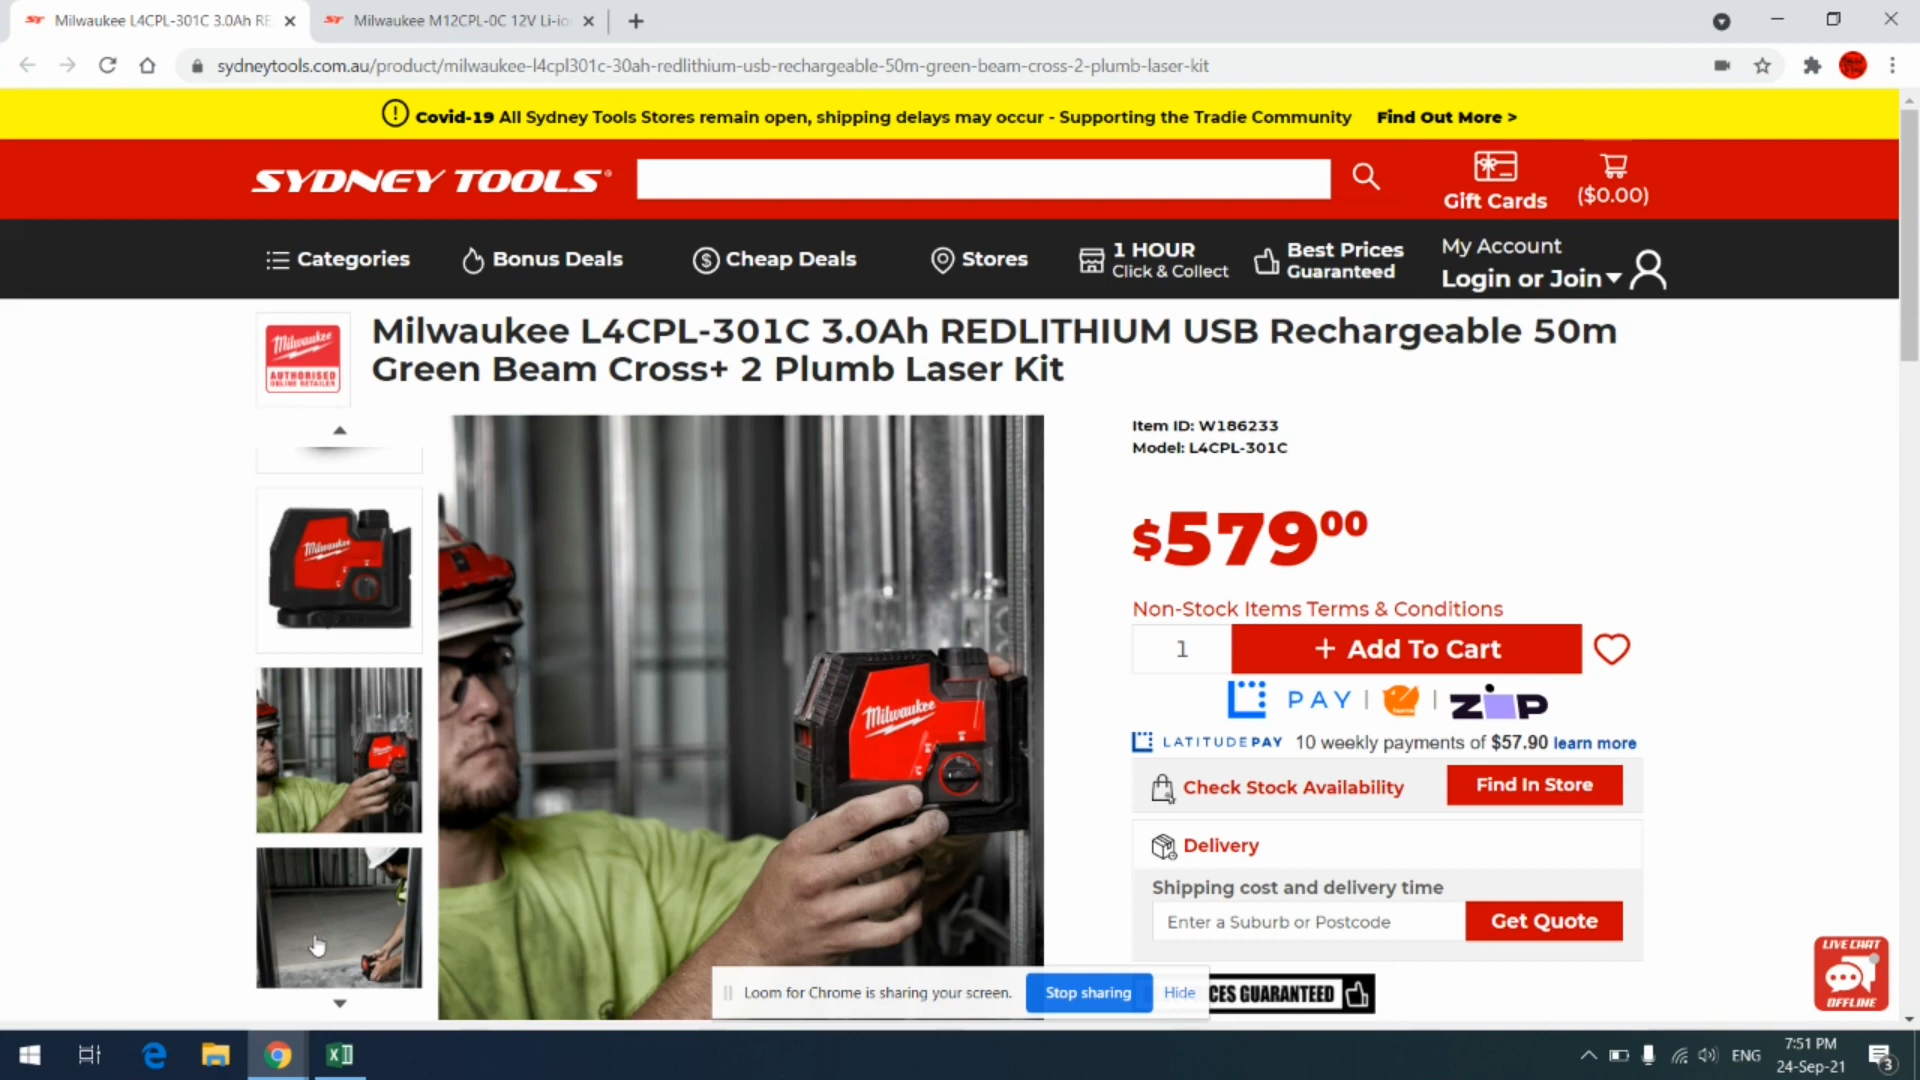 Milwaukee L4CPL-301C 3.0Ah RE
Milwaukee M12CPL-0C 12V Li-io
sydneytools.com.au/product/milwaukee-l4cpl301c-30ah-redlithium-usb-rechargeable-50m-green-beam-cross-2-plumb-laser-kit
Covid-19 All Sydney Tools Stores remain open, shipping delays may occur - Supporting the Tradie Community Find Out More >
SYDNEY TOOLS
Gift Cards
($0.00)
Categories
Bonus Deals
Cheap Deals
Stores
1 HOUR
Click & Collect
Best Prices
Guaranteed
My Account
Login or Join
Milwaukee
AUTHORISED
ONLINE RETAILER
Milwaukee L4CPL-301C 3.0Ah REDLITHIUM USB Rechargeable 50m
Green Beam Cross+ 2 Plumb Laser Kit
Item ID: W186233
Model: L4CPL-301C
$579.00
Non-Stock Items Terms & Conditions
1
+ Add To Cart
PAY | | ZIP
LATITUDEPAY 10 weekly payments of $57.90 learn more
Check Stock Availability
Find In Store
Delivery
Shipping cost and delivery time
Enter a Suburb or Postcode
Get Quote
Milwaukee
Milwaukee
Loom for Chrome is sharing your screen.
Stop sharing
Hide
CES GUARANTEED
LIVE CHAT
OFFLINE
ENG
7:51 PM
24-Sep-21
3